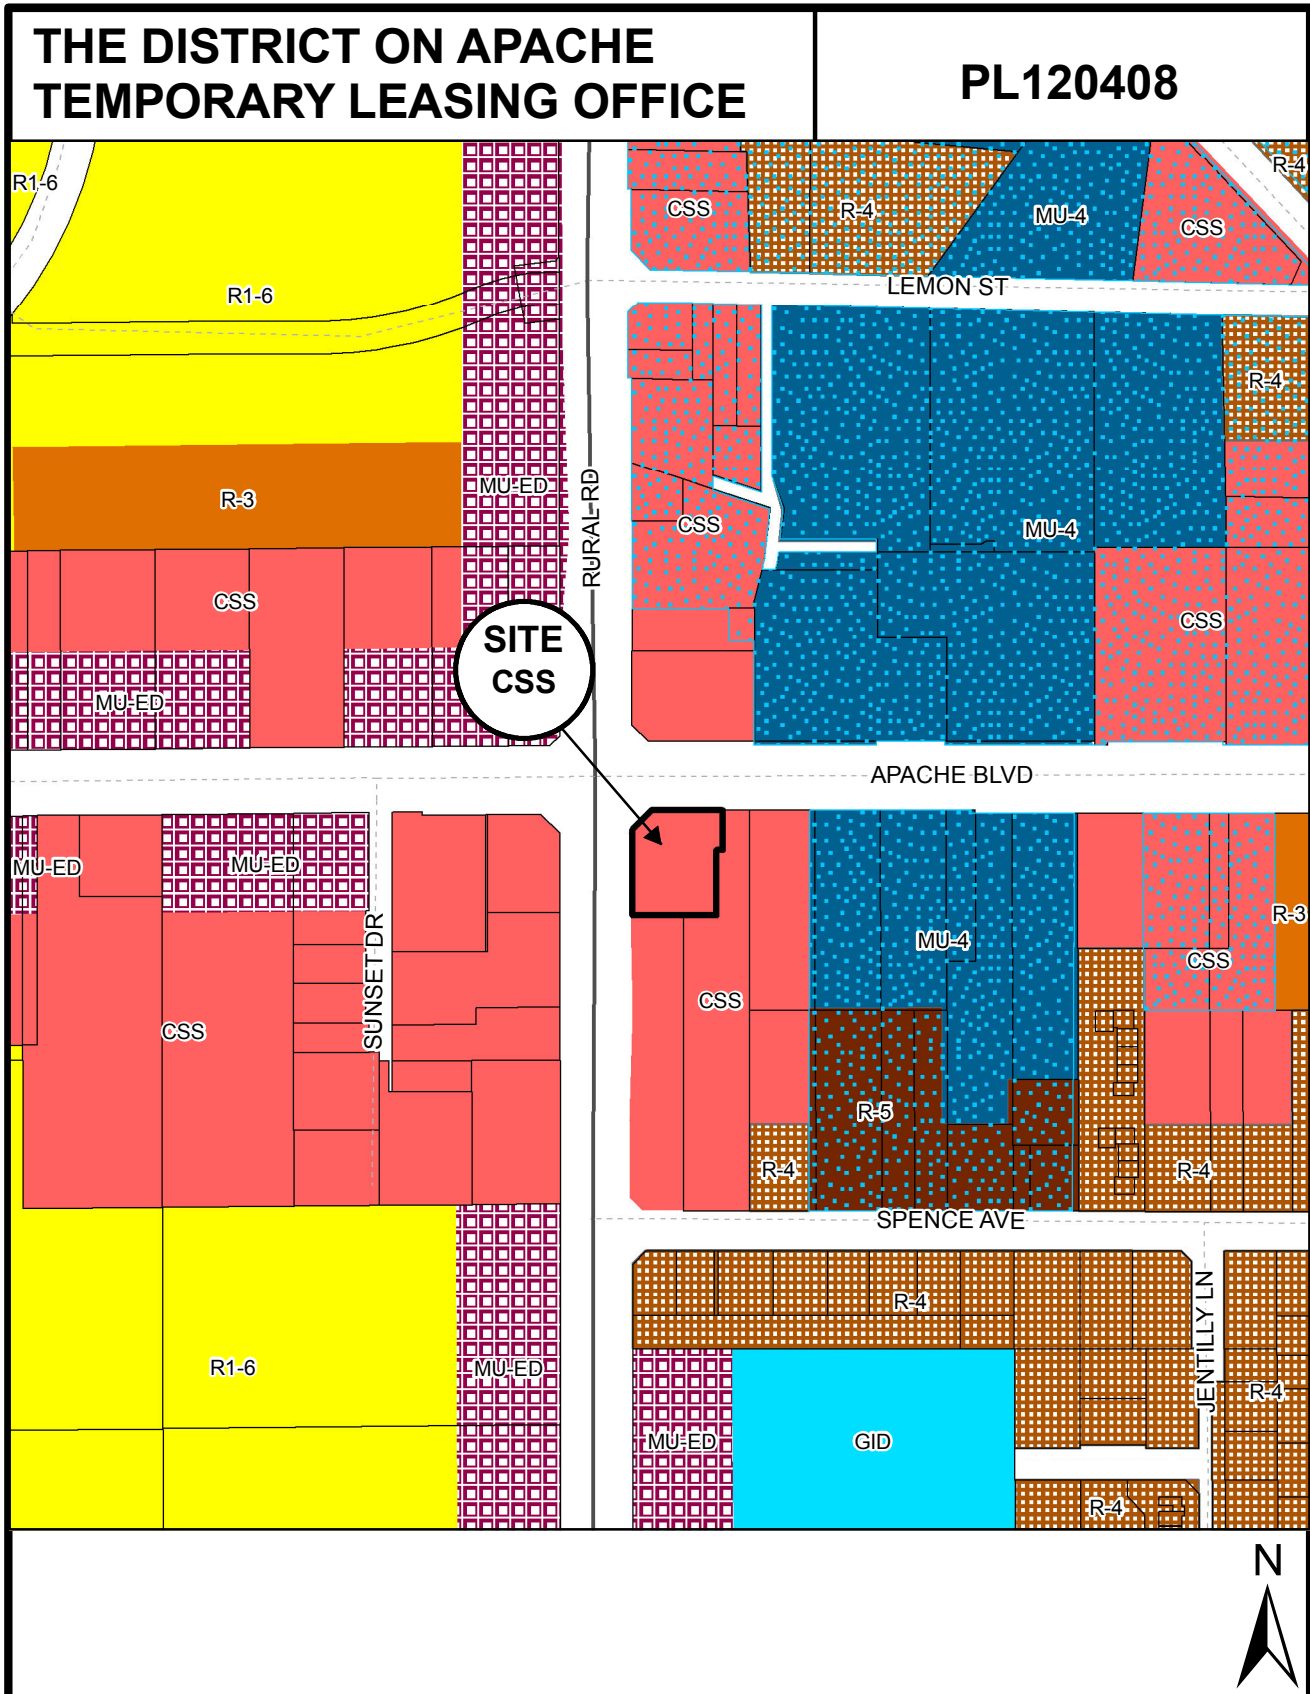 THE DISTRICT ON APACHE
TEMPORARY LEASING OFFICE
PL120408
R1-6
R-4
CSS
R-4
MU-4
CSS
R1-6
LEMON ST
R-4
R-3
MU-ED
RURAL RD
CSS
MU-4
CSS
CSS
SITE
CSS
MU-ED
APACHE BLVD
MU-ED
MU-ED
SUNSET DR
MU-4
R-3
CSS
CSS
CSS
R-5
R-4
R-4
SPENCE AVE
R-4
JENTILLY LN
R1-6
MU-ED
R-4
MU-ED
GID
R-4
N